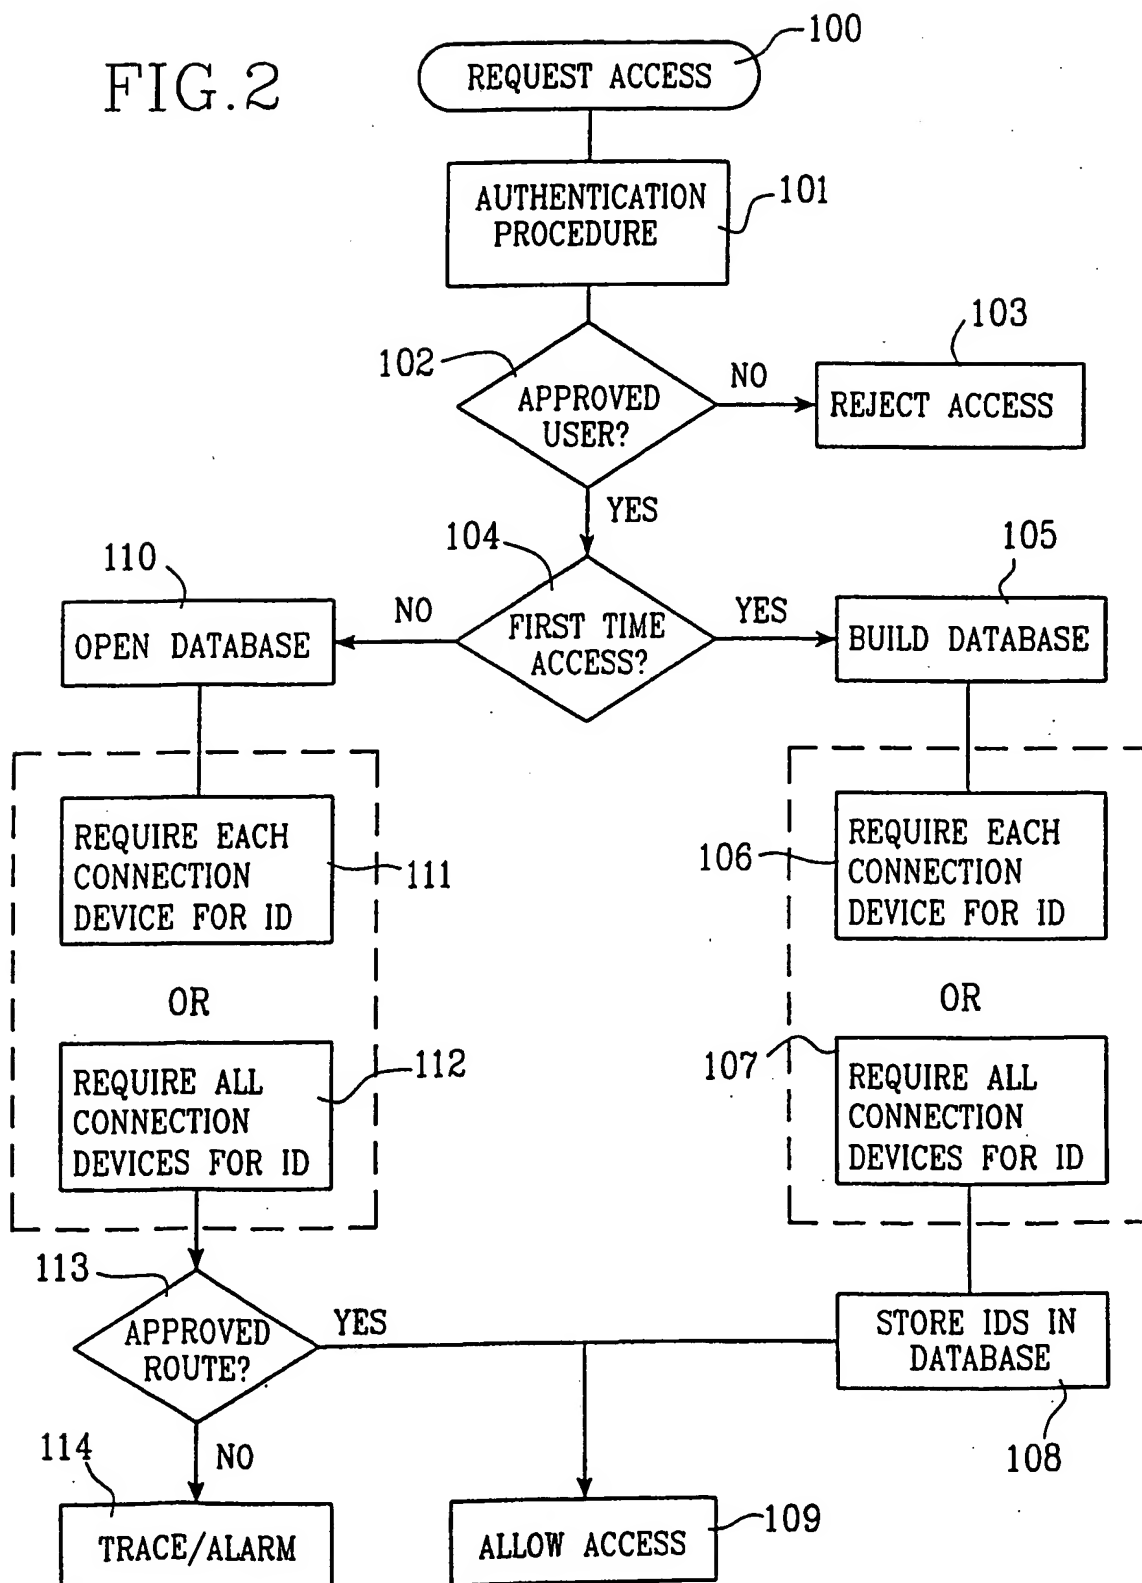 FIG.2
100
REQUEST ACCESS
AUTHENTICATION
PROCEDURE
101
102
APPROVED
USER?
NO
103
REJECT ACCESS
YES
104
FIRST TIME
ACCESS?
NO
110
OPEN DATABASE
YES
105
BUILD DATABASE
REQUIRE EACH
CONNECTION
DEVICE FOR ID
111
OR
REQUIRE ALL
CONNECTION
DEVICES FOR ID
112
106
REQUIRE EACH
CONNECTION
DEVICE FOR ID
OR
107
REQUIRE ALL
CONNECTION
DEVICES FOR ID
113
APPROVED
ROUTE?
YES
STORE IDS IN
DATABASE
108
NO
114
TRACE/ALARM
ALLOW ACCESS
109